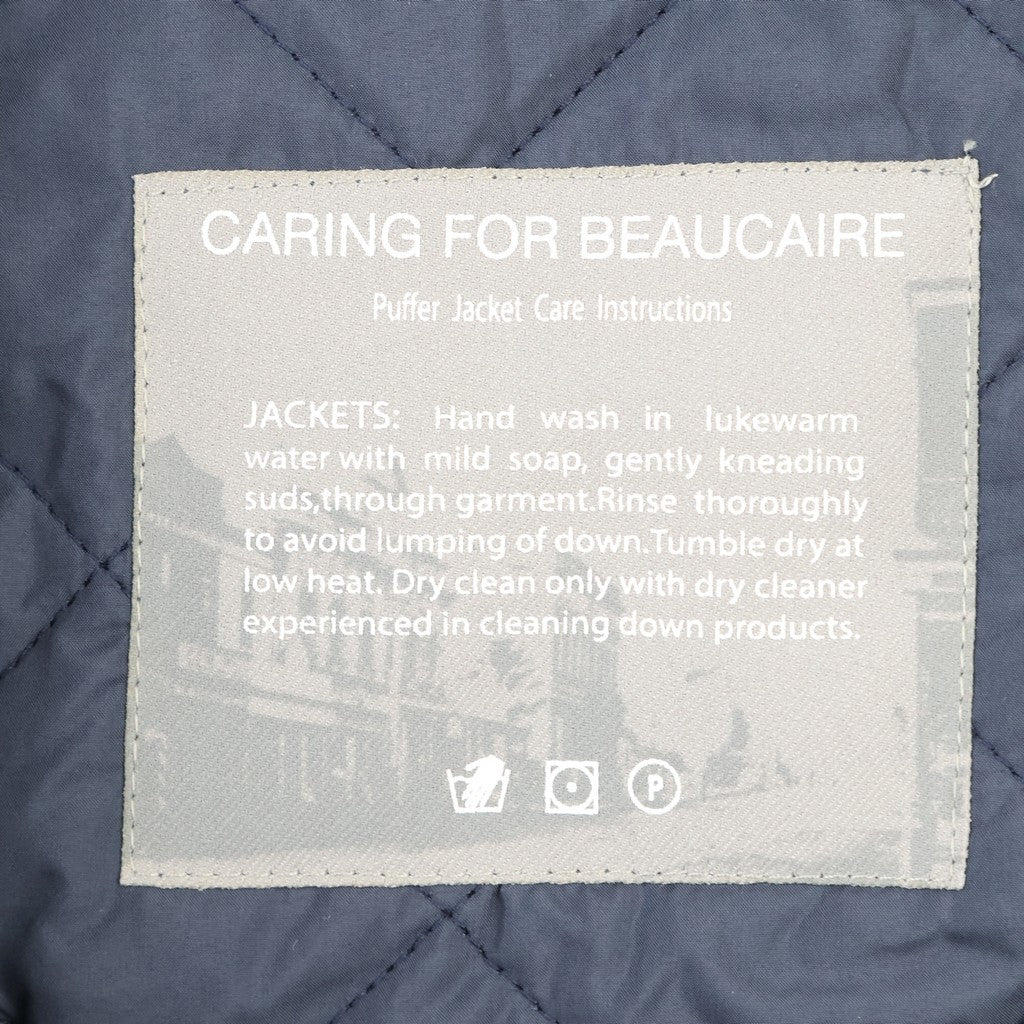 CARING FOR BEAUCAIRE
Puffer Jacket Care Instructions
JACKETS: Hand wash in lukewarm
water with mild soap, gently kneading
suds,through garment.Rinse thoroughly
to avoid lumping of down.Tumble dry at
low heat. Dry clean only with dry cleaner
experienced in cleaning down products.
P